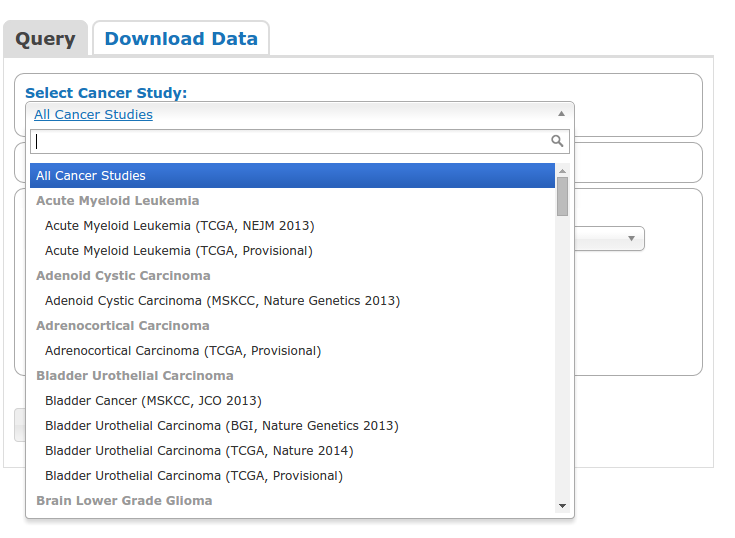 Query Download Data
Select Cancer Study:
All Cancer Studies
All Cancer Studies
Acute Myeloid Leukemia
Acute Myeloid Leukemia (TCGA, NEJM 2013)
Acute Myeloid Leukemia (TCGA, Provisional)
Adenoid Cystic Carcinoma
Adenoid Cystic Carcinoma (MSKCC, Nature Genetics 2013)
Adrenocortical Carcinoma
Adrenocortical Carcinoma (TCGA, Provisional)
Bladder Urothelial Carcinoma
Bladder Cancer (MSKCC, JCO 2013)
Bladder Urothelial Carcinoma (BGI, Nature Genetics 2013)
Bladder Urothelial Carcinoma (TCGA, Nature 2014)
Bladder Urothelial Carcinoma (TCGA, Provisional)
Brain Lower Grade Glioma